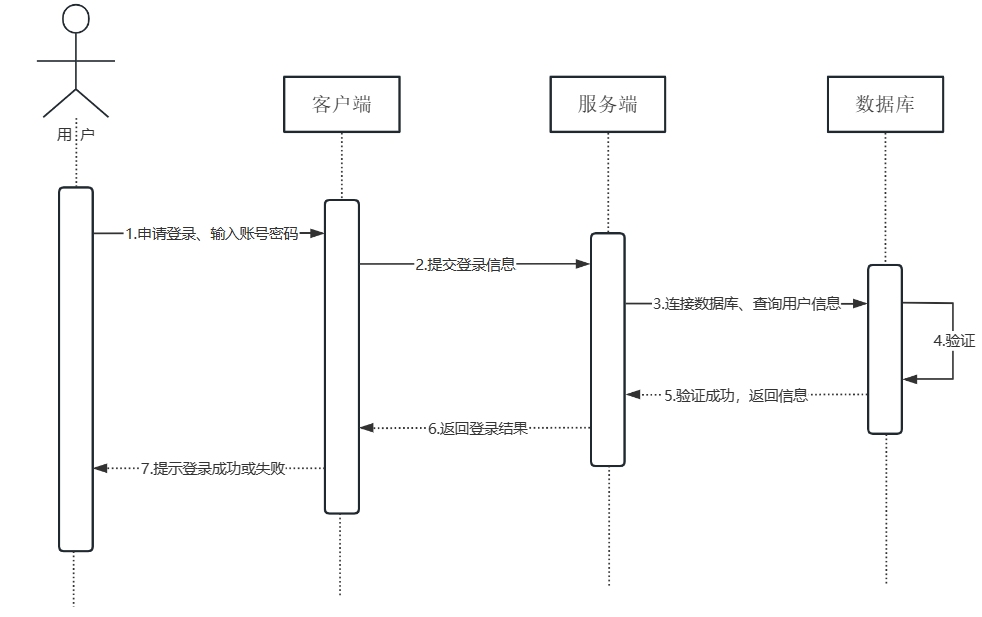 客户端
服务端
数据库
用户
1.申请登录、输入账号密码
2.提交登录信息
3.连接数据库、查询用户信息
4.验证
5.验证成功，返回信息
6.返回登录结果
7.提示登录成功或失败